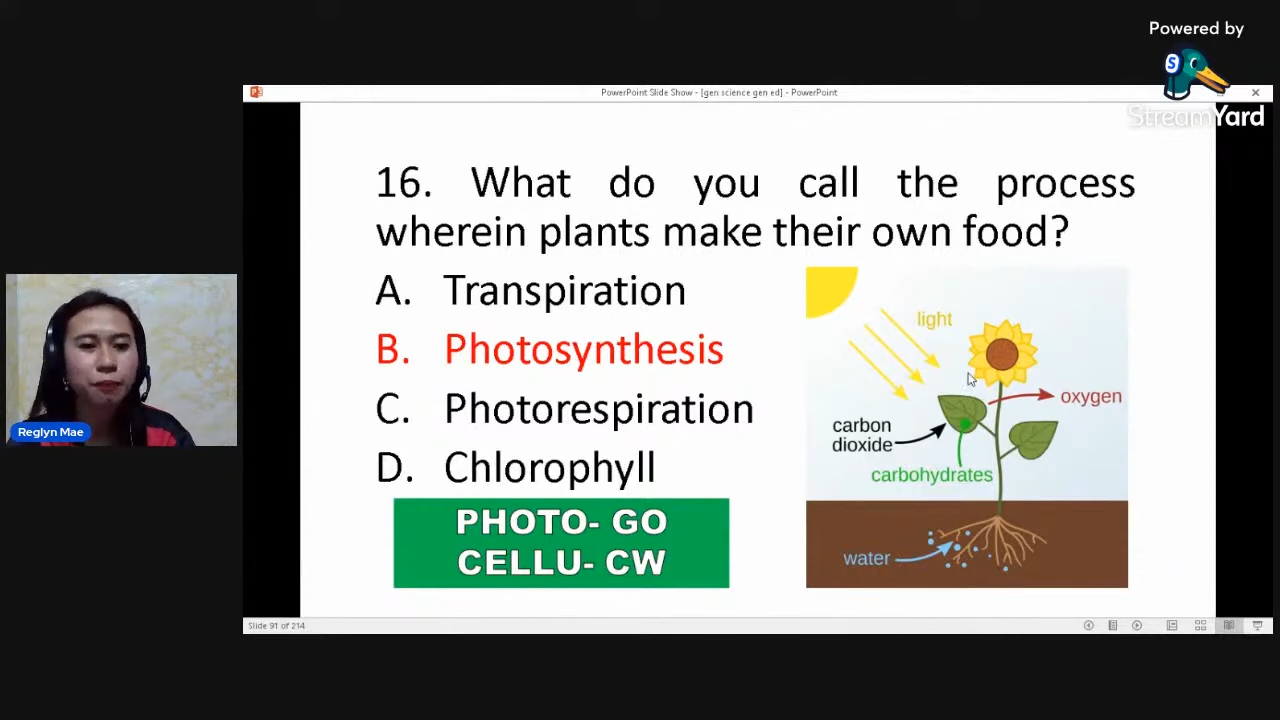 Powered by
S
StreamYard
PowerPoint Slide Show - [gen science gen ed] - PowerPoint
16. What do you call the process
wherein plants make their own food?
A. Transpiration
B. Photosynthesis
C. Photorespiration
D. Chlorophyll
PHOTO- GO
CELLU- CW
light
oxygen
carbon
dioxide
carbohydrates
water
Reglyn Mae
Slide 91 of 214